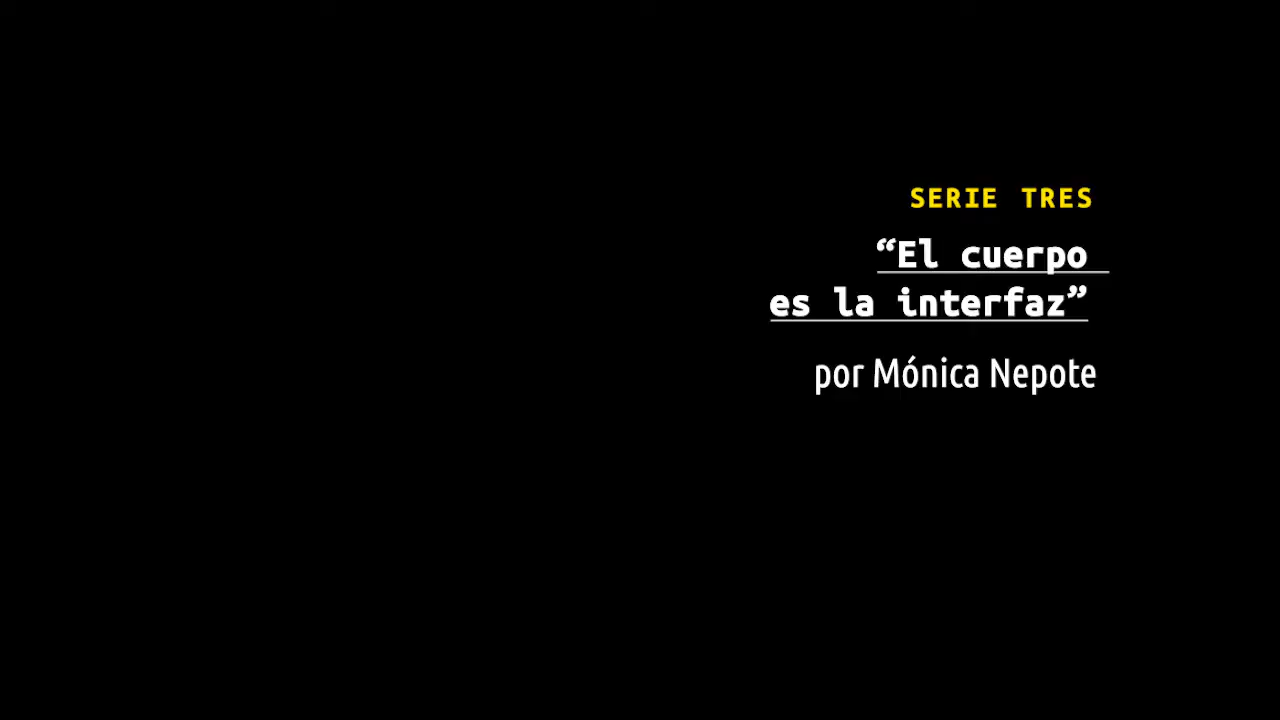 SERIE TRES
“El cuerpo
es la interfaz”
por Mónica Nepote